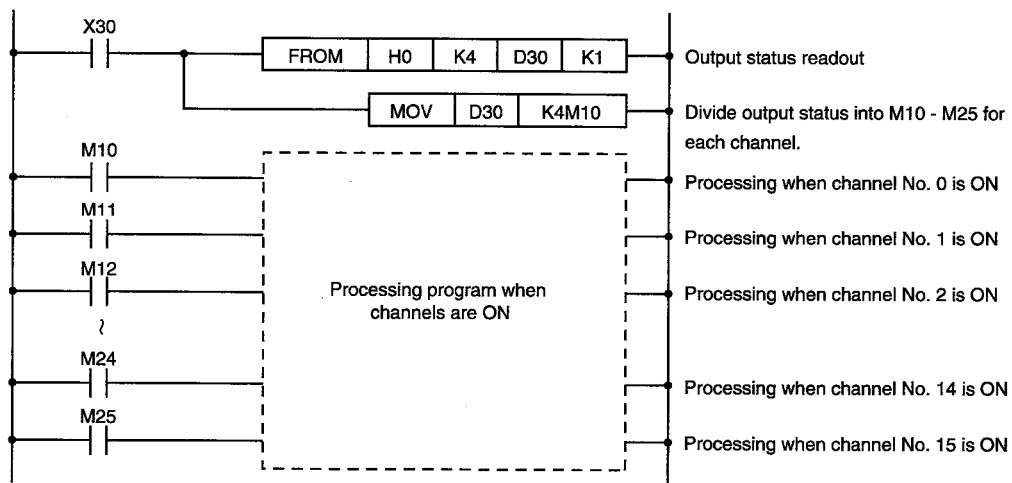 X30
FROM H0 K4 D30 K1 Output status readout
MOV D30 K4M10 Divide output status into M10 - M25 for
each channel.
M10
Processing when channel No. 0 is ON
M11
Processing when channel No. 1 is ON
M12
Processing when channel No. 2 is ON
Processing program when
channels are ON
~
M24
Processing when channel No. 14 is ON
M25
Processing when channel No. 15 is ON